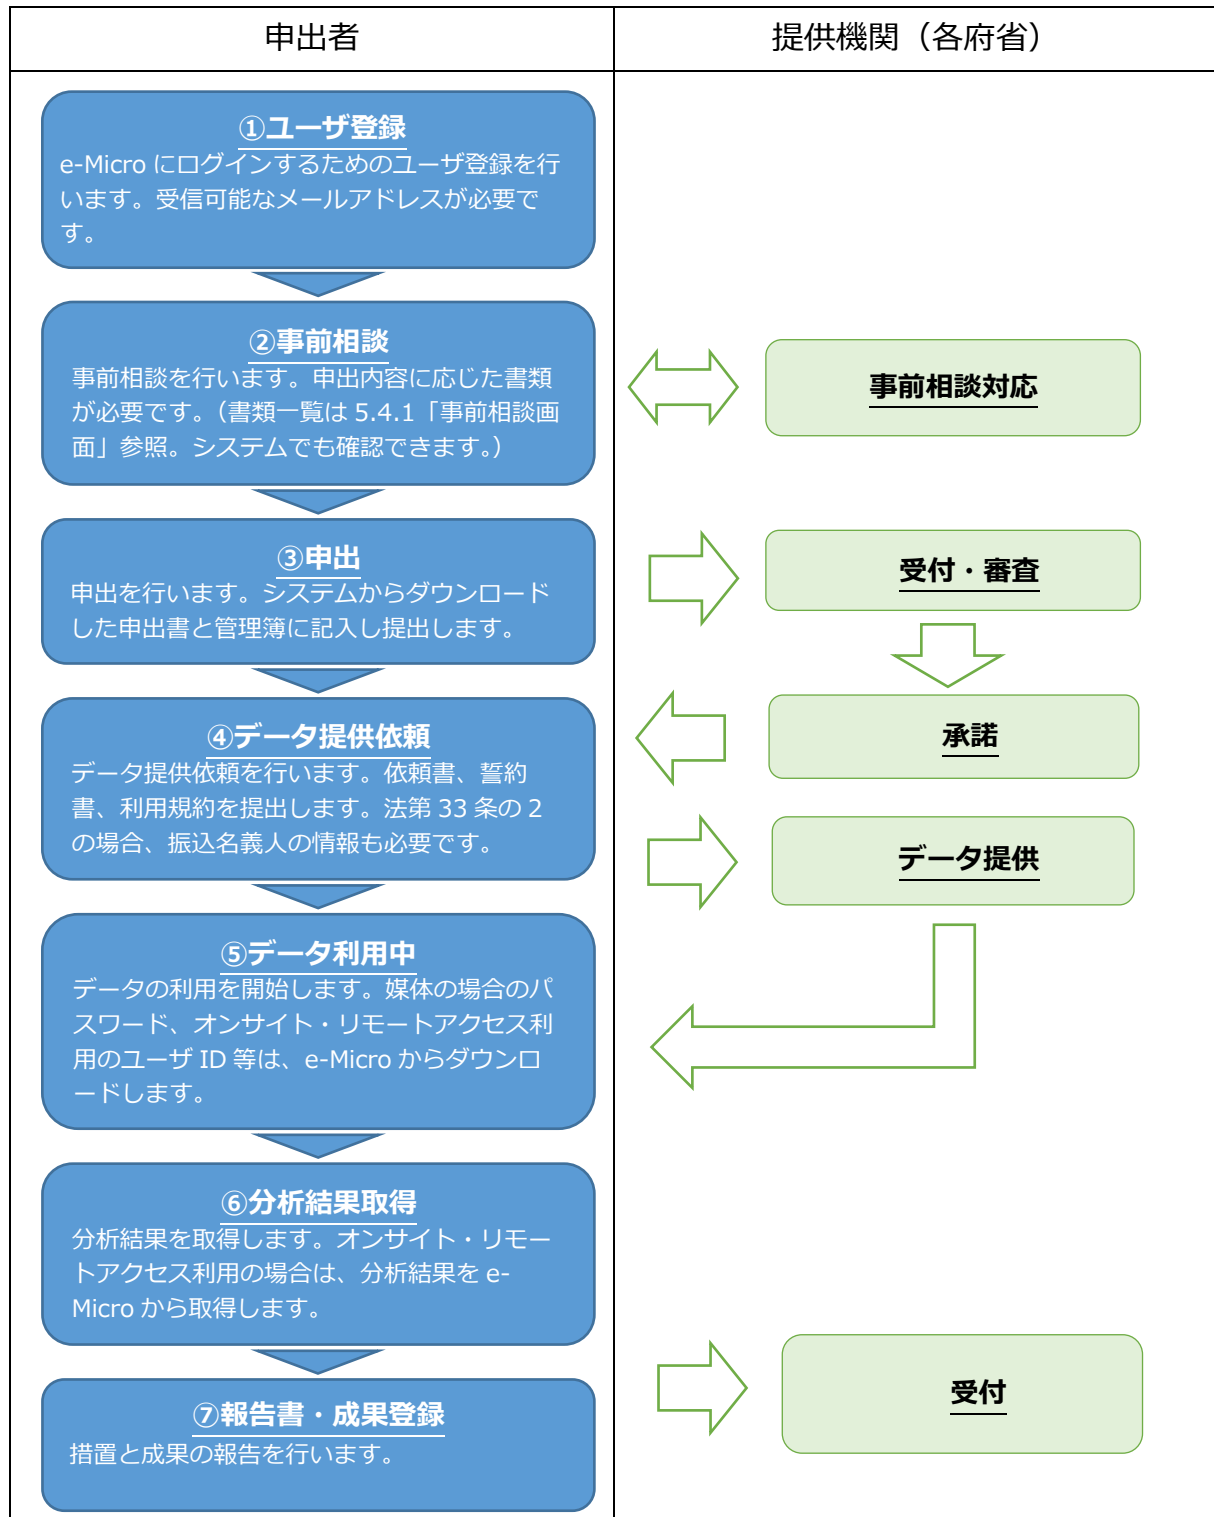 申出者
提供機関（各府省）
①ユーザ登録
e-Micro にログインするためのユーザ登録を行
います。受信可能なメールアドレスが必要で
す。
②事前相談
事前相談を行います。申出内容に応じた書類
が必要です。（書類一覧は 5.4.1「事前相談画
面」参照。システムでも確認できます。）
事前相談対応
③申出
申出を行います。システムからダウンロード
した申出書と管理簿に記入し提出します。
受付・審査
承諾
④データ提供依頼
データ提供依頼を行います。依頼書、誓約
書、利用規約を提出します。法第 33 条の 2
の場合、振込名義人の情報も必要です。
データ提供
⑤データ利用中
データの利用を開始します。媒体の場合のパ
スワード、オンサイト・リモートアクセス利
用のユーザ ID 等は、e-Micro からダウンロ
ードします。
⑥分析結果取得
分析結果を取得します。オンサイト・リモー
トアクセス利用の場合は、分析結果を e-
Micro から取得します。
⑦報告書・成果登録
措置と成果の報告を行います。
受付